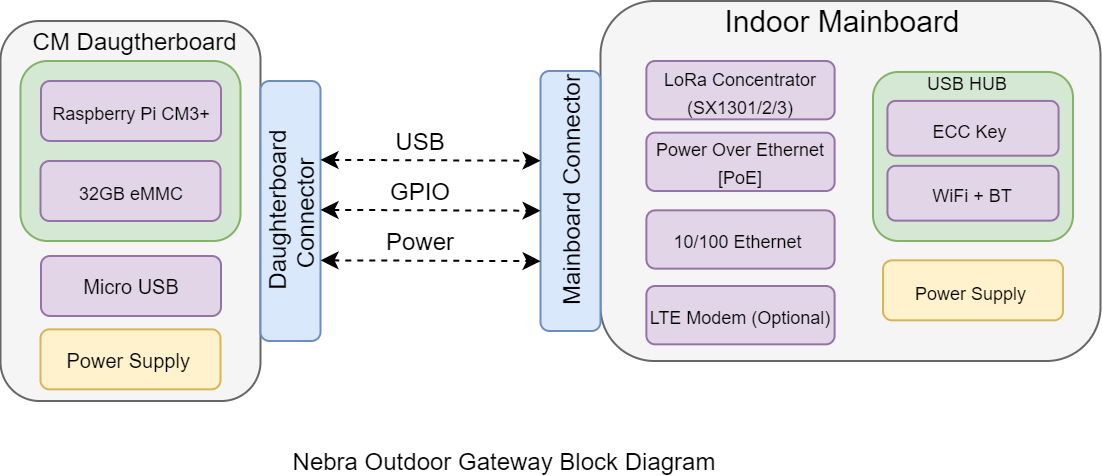 CM Daugtherboard
Raspberry Pi CM3+
32GB eMMC
Micro USB
Power Supply
Daughterboard
Connector
USB
GPIO
Power
Mainboard Connector
Indoor Mainboard
LoRa Concentrator
(SX1301/2/3)
Power Over Ethernet
[PoE]
10/100 Ethernet
LTE Modem (Optional)
USB HUB
ECC Key
WiFi + BT
Power Supply
Nebra Outdoor Gateway Block Diagram